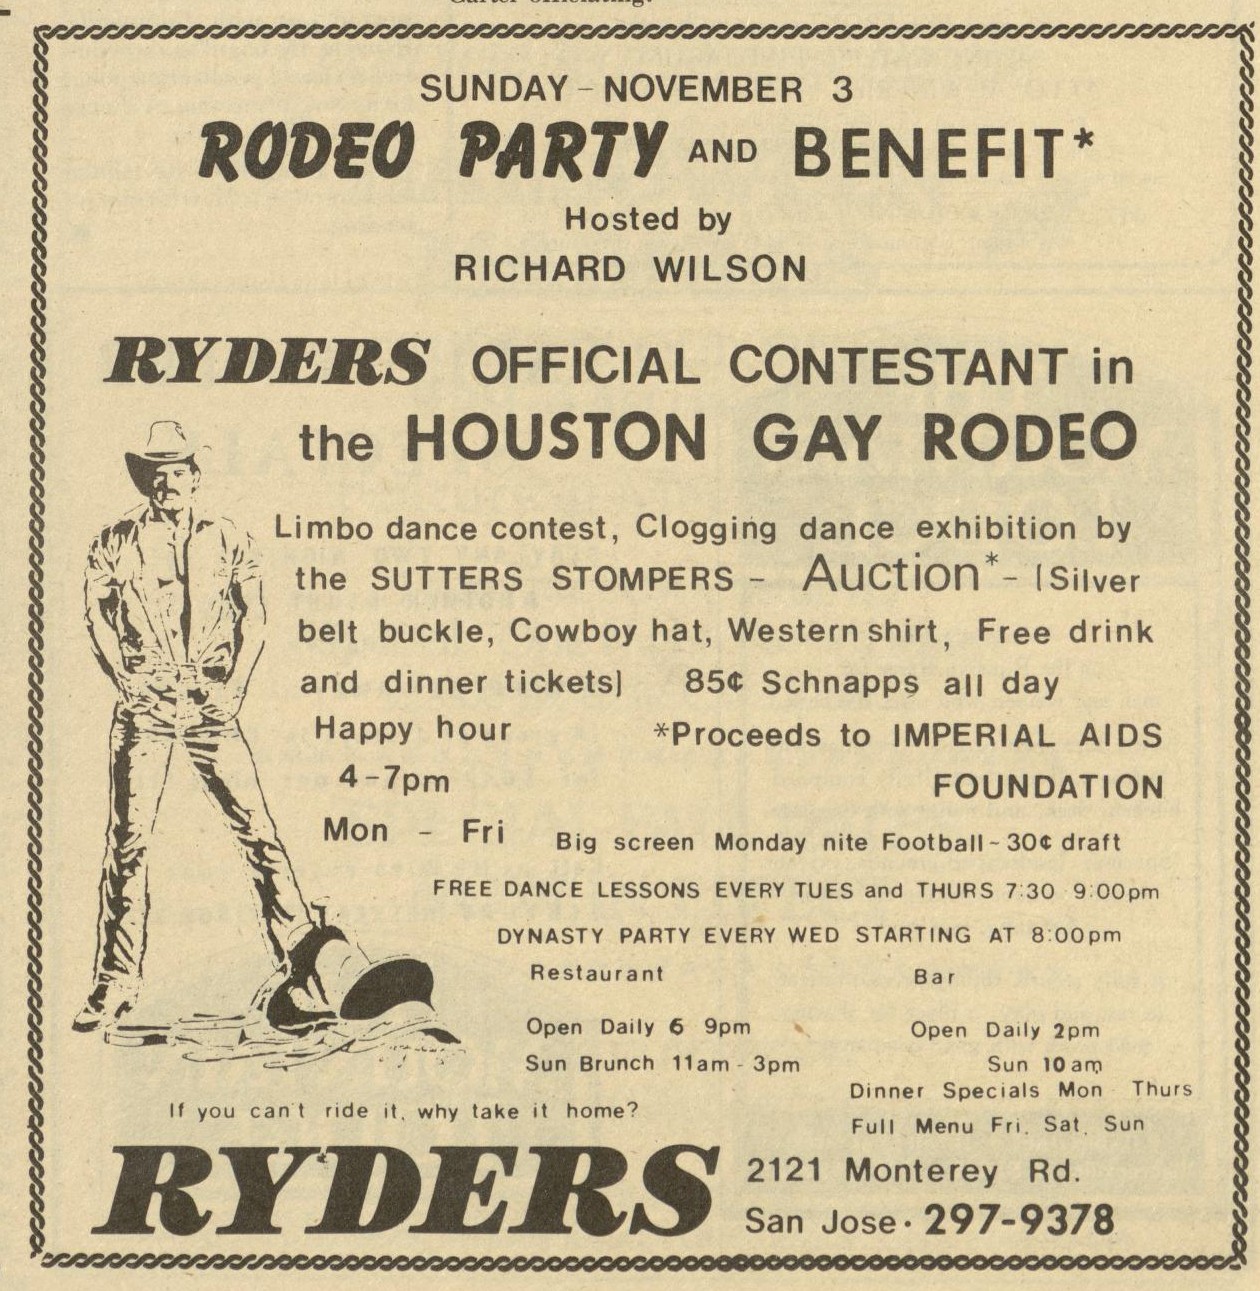 SUNDAY - NOVEMBER 3
RODEO PARTY AND BENEFIT*
Hosted by
RICHARD WILSON
RYDERS OFFICIAL CONTESTANT in
the HOUSTON GAY RODEO
Limbo dance contest, Clogging dance exhibition by
the SUTTERS STOMPERS - Auction* - (Silver
belt buckle, Cowboy hat, Western shirt, Free drink
and dinner tickets) 85¢ Schnapps all day
Happy hour
4-7pm
Mon - Fri
*Proceeds to IMPERIAL AIDS
FOUNDATION
Big screen Monday nite Football - 30¢ draft
FREE DANCE LESSONS EVERY TUES and THURS 7:30 9:00pm
DYNASTY PARTY EVERY WED STARTING AT 8:00pm
Restaurant
Open Daily 6 9pm
Sun Brunch 11am - 3pm
Bar
Open Daily 2pm
Sun 10am
Dinner Specials Mon Thurs
Full Menu Fri, Sat, Sun
If you can't ride it, why take it home?
RYDERS
2121 Monterey Rd.
San Jose · 297-9378